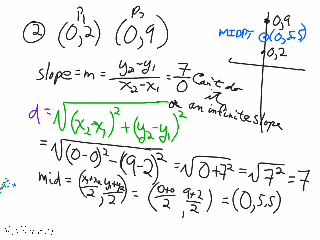 P₁ P₂
② (0,2) (0,9)
0,9
MIDPT (0,5.5)
0,2
slope = m = (y₂-y₁)/(x₂-x₁) = 7/0 Can't do it
or an infinite slope
d = √((x₂-x₁)² + (y₂-y₁)²)
= √((0-0)² - (9-2)²) = √(0+7²) = √(7²) = 7
mid = ((x₁+x₂)/2, (y₁+y₂)/2) = ((0+0)/2, (9+2)/2) = (0,5.5)